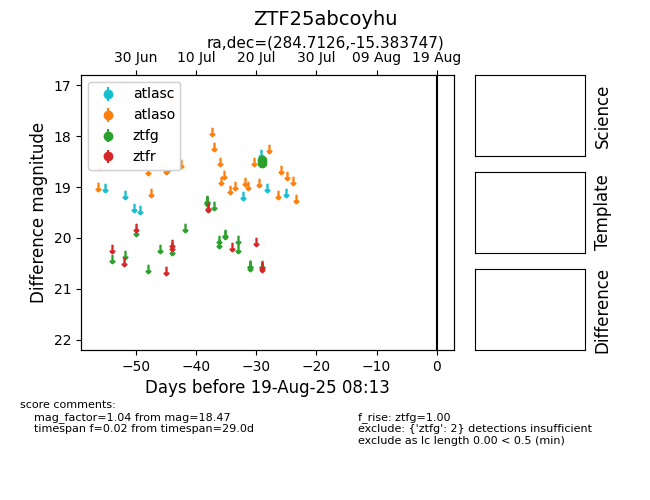 ZTF25abcoyhu
ra,dec=(284.7126,-15.383747)
30 Jun 10 Jul 20 Jul 30 Jul 09 Aug 19 Aug
17
18
19
20
21
22
Difference magnitude
atlasc
atlaso
ztfg
ztfr
−50 −40 −30 −20 −10 0
Days before 19-Aug-25 08:13
Science
Template
Difference
score comments:
mag_factor=1.04 from mag=18.47
timespan f=0.02 from timespan=29.0d
f_rise: ztfg=1.00
exclude: {'ztfg': 2} detections insufficient
exclude as lc length 0.00 < 0.5 (min)